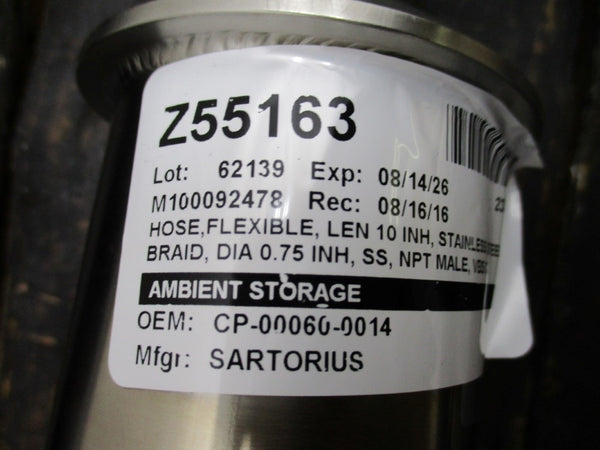 Z55163
Lot: 62139 Exp: 08/14/26
M100092478 Rec: 08/16/16
HOSE,FLEXIBLE, LEN 10 INH,
BRAID, DIA 0.75 INH, SS, NPT MALE,
AMBIENT STORAGE
OEM: CP-00060-0014
Mfgr: SARTORIUS